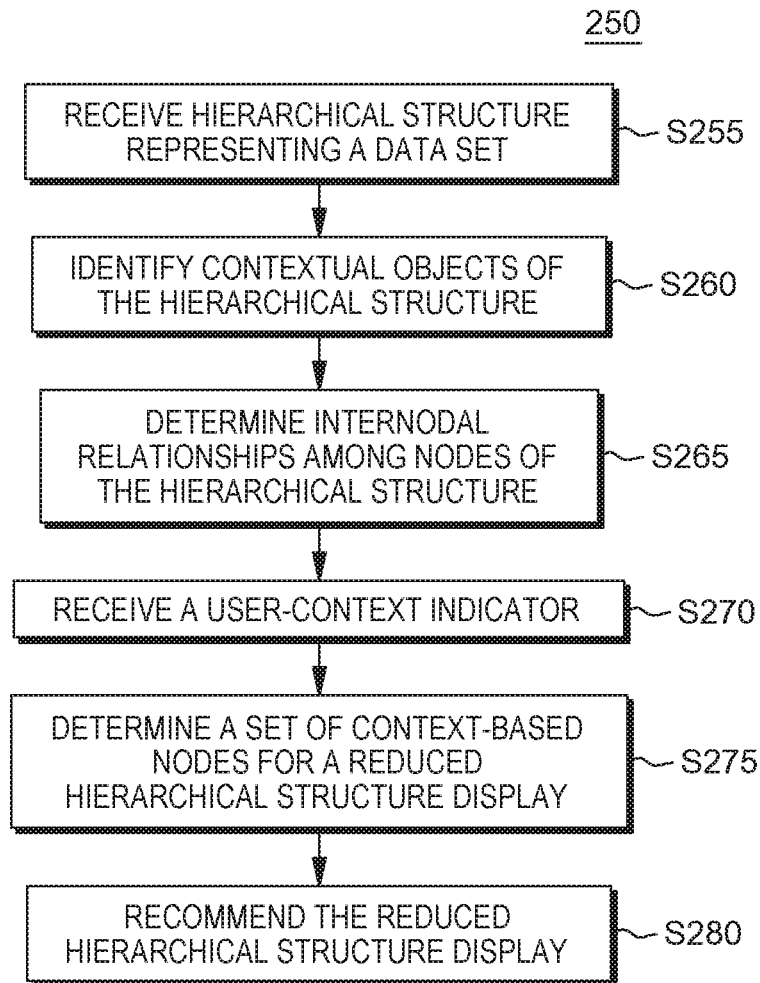 250
RECEIVE HIERARCHICAL STRUCTURE
REPRESENTING A DATA SET
S255
IDENTIFY CONTEXTUAL OBJECTS OF
THE HIERARCHICAL STRUCTURE
S260
DETERMINE INTERNODAL
RELATIONSHIPS AMONG NODES OF
THE HIERARCHICAL STRUCTURE
S265
RECEIVE A USER-CONTEXT INDICATOR
S270
DETERMINE A SET OF CONTEXT-BASED
NODES FOR A REDUCED
HIERARCHICAL STRUCTURE DISPLAY
S275
RECOMMEND THE REDUCED
HIERARCHICAL STRUCTURE DISPLAY
S280